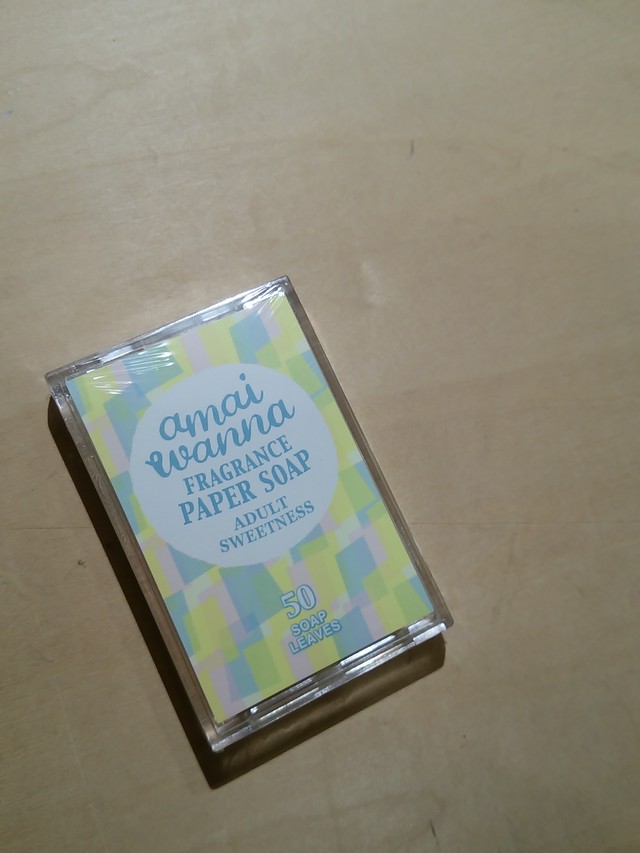 amai
wanna
FRAGRANCE
PAPER SOAP
ADULT
SWEETNESS
50
SOAP
LEAVES